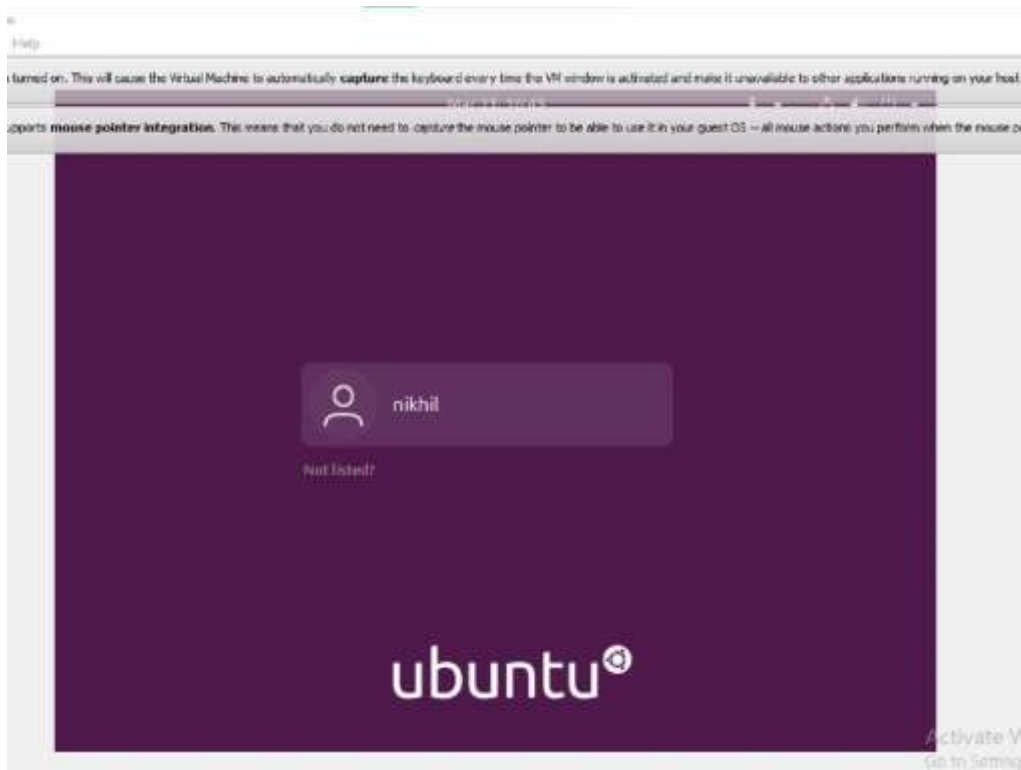 Help
turned on. This will cause the Virtual Machine to automatically capture the keyboard every time the VM window is activated and make it unavailable to other applications running on your host
pports mouse pointer integration. This means that you do not need to capture the mouse pointer to be able to use it in your guest OS — all mouse actions you perform when the mouse po
nikhil
Not listed?
ubuntu
Activate
Go to